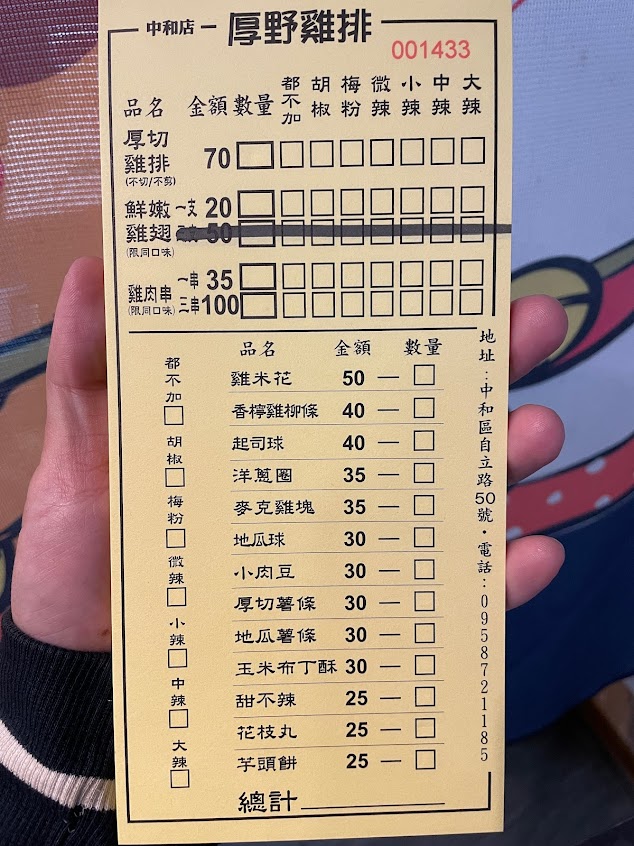 中和店 — 厚野雞排
001433
品名 金額 數量 都不加 胡椒 梅粉 微辣 小辣 中辣 大辣
厚切雞排 70
(不切/不剪)
鮮嫩 一支 20
雞翅 50
(限同口味)
雞肉串 一串 35
(限同口味) 三串 100
品名 金額 數量
雞米花 50 —
香檸雞柳條 40 —
起司球 40 —
洋蔥圈 35 —
麥克雞塊 35 —
地瓜球 30 —
小肉豆 30 —
厚切薯條 30 —
地瓜薯條 30 —
玉米布丁酥 30 —
甜不辣 25 —
花枝丸 25 —
芋頭餅 25 —
總計
都不加
胡椒
梅粉
微辣
小辣
中辣
大辣
地址：中和區自立路50號・電話：0958721185